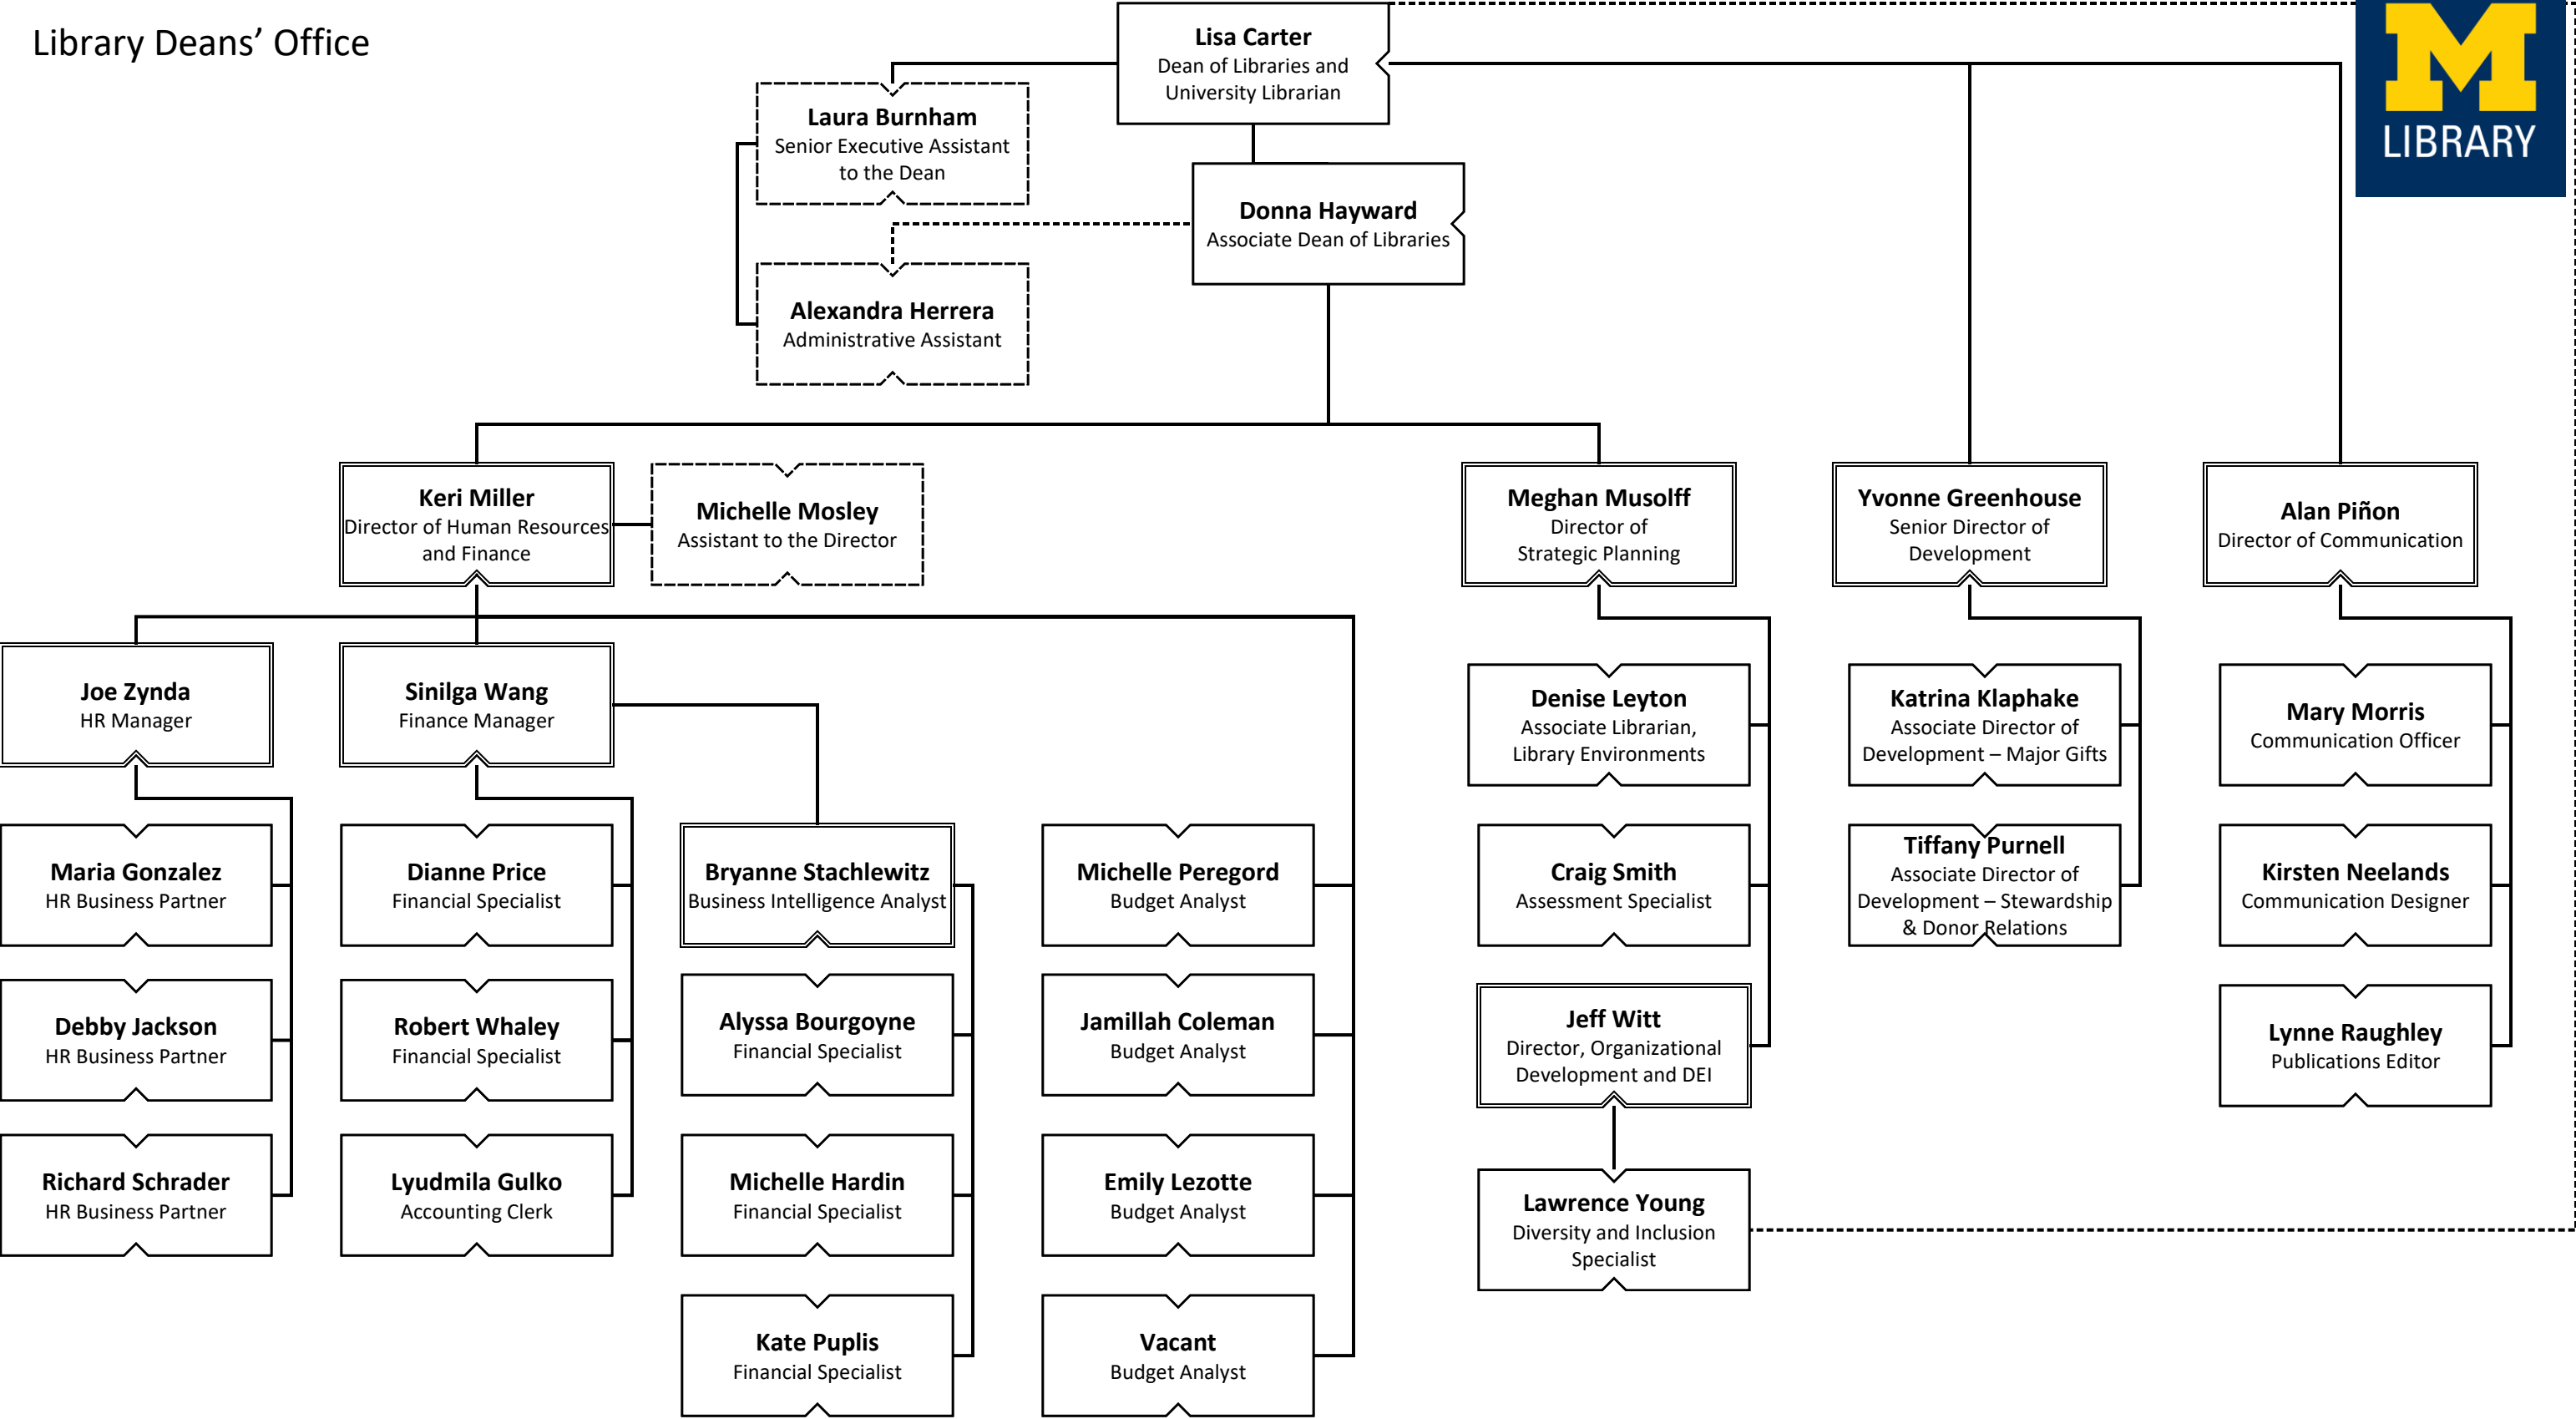 Library Deans’ Office
Lisa Carter
Dean of Libraries and
University Librarian
M
LIBRARY
Laura Burnham
Senior Executive Assistant
to the Dean
Donna Hayward
Associate Dean of Libraries
Alexandra Herrera
Administrative Assistant
Keri Miller
Director of Human Resources
and Finance
Michelle Mosley
Assistant to the Director
Meghan Musolff
Director of
Strategic Planning
Yvonne Greenhouse
Senior Director of
Development
Alan Piñon
Director of Communication
Joe Zynda
HR Manager
Sinilga Wang
Finance Manager
Denise Leyton
Associate Librarian,
Library Environments
Katrina Klaphake
Associate Director of
Development – Major Gifts
Mary Morris
Communication Officer
Maria Gonzalez
HR Business Partner
Dianne Price
Financial Specialist
Bryanne Stachlewitz
Business Intelligence Analyst
Michelle Peregord
Budget Analyst
Craig Smith
Assessment Specialist
Tiffany Purnell
Associate Director of
Development – Stewardship
& Donor Relations
Kirsten Neelands
Communication Designer
Debby Jackson
HR Business Partner
Robert Whaley
Financial Specialist
Alyssa Bourgoyne
Financial Specialist
Jamillah Coleman
Budget Analyst
Jeff Witt
Director, Organizational
Development and DEI
Lynne Raughley
Publications Editor
Richard Schrader
HR Business Partner
Lyudmila Gulko
Accounting Clerk
Michelle Hardin
Financial Specialist
Emily Lezotte
Budget Analyst
Lawrence Young
Diversity and Inclusion
Specialist
Kate Puplis
Financial Specialist
Vacant
Budget Analyst